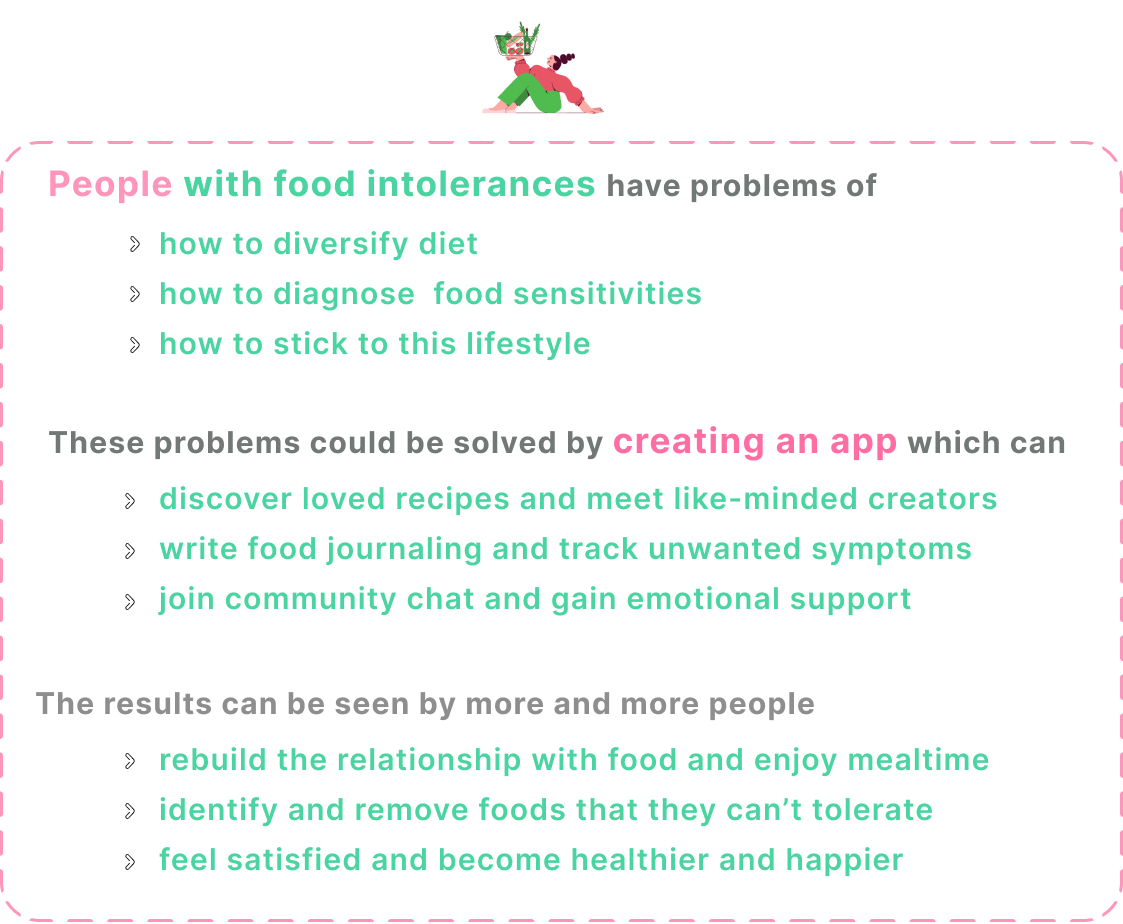 People with food intolerances have problems of
how to diversify diet
how to diagnose  food sensitivities
how to stick to this lifestyle
These problems could be solved by creating an app which can
discover loved recipes and meet like-minded creators
write food journaling and track unwanted symptoms
join community chat and gain emotional support
The results can be seen by more and more people
rebuild the relationship with food and enjoy mealtime
identify and remove foods that they can’t tolerate
feel satisfied and become healthier and happier